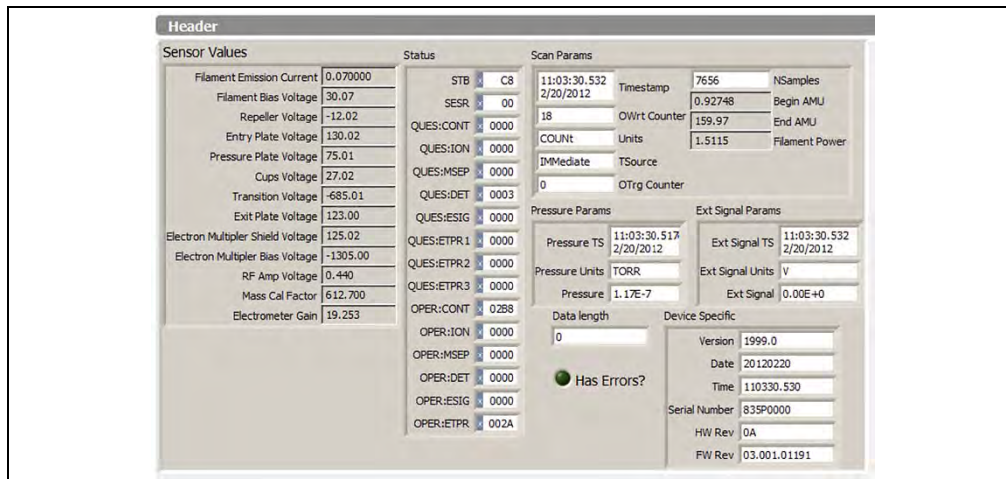 Header
Sensor Values
Filament Emission Current 0.070000
Filament Bias Voltage 30.07
Repeller Voltage -12.02
Entry Plate Voltage 130.02
Pressure Plate Voltage 75.01
Cups Voltage 27.02
Transition Voltage -685.01
Exit Plate Voltage 123.00
Electron Multipler Shield Voltage 125.02
Electron Multipler Bias Voltage -1305.00
RF Amp Voltage 0.440
Mass Cal Factor 612.700
Electrometer Gain 19.253
Status
STB x C8
SESR x 00
QUES:CONT x 0000
QUES:ION x 0000
QUES:MSEP x 0000
QUES:DET x 0003
QUES:ESIG x 0000
QUES:ETPR1 x 0000
QUES:ETPR2 x 0000
QUES:ETPR3 x 0000
OPER:CONT x 02B8
OPER:ION x 0000
OPER:MSEP x 0000
OPER:DET x 0000
OPER:ESIG x 0000
OPER:ETPR x 002A
Scan Params
11:03:30.532
2/20/2012
Timestamp
18 OWrt Counter
COUNt Units
IMMediate TSource
0 OTrg Counter
7656 NSamples
0.92748 Begin AMU
159.97 End AMU
1.5115 Filament Power
Pressure Params
Pressure TS 11:03:30.517
2/20/2012
Pressure Units TORR
Pressure 1.17E-7
Ext Signal Params
Ext Signal TS 11:03:30.532
2/20/2012
Ext Signal Units V
Ext Signal 0.00E+0
Data length
0
Has Errors?
Device Specific
Version 1999.0
Date 20120220
Time 110330.530
Serial Number 835P0000
HW Rev 0A
FW Rev 03.001.01191